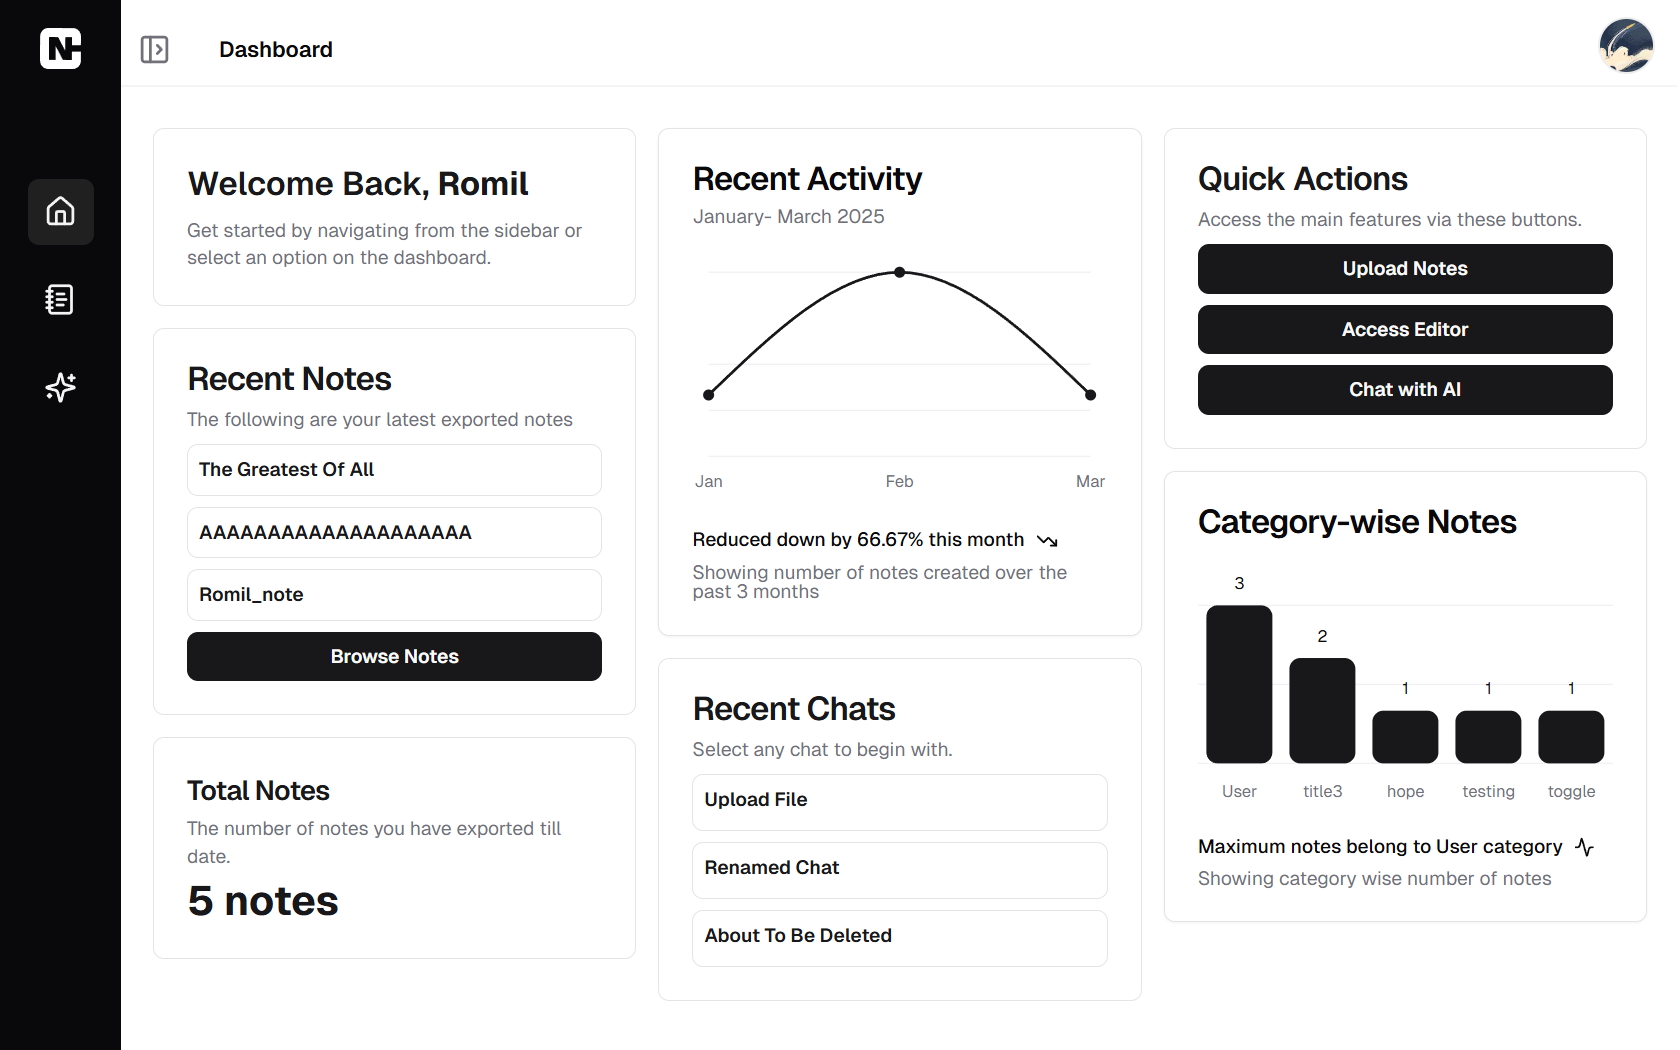 N
Dashboard
Welcome Back, Romil
Get started by navigating from the sidebar or
select an option on the dashboard.
Recent Notes
The following are your latest exported notes
The Greatest Of All
AAAAAAAAAAAAAAAAAAAA
Romil_note
Browse Notes
Total Notes
The number of notes you have exported till
date.
5 notes
Recent Activity
January- March 2025
Jan Feb Mar
Reduced down by 66.67% this month
Showing number of notes created over the
past 3 months
Recent Chats
Select any chat to begin with.
Upload File
Renamed Chat
About To Be Deleted
Quick Actions
Access the main features via these buttons.
Upload Notes
Access Editor
Chat with AI
Category-wise Notes
3 2 1 1 1
User title3 hope testing toggle
Maximum notes belong to User category
Showing category wise number of notes